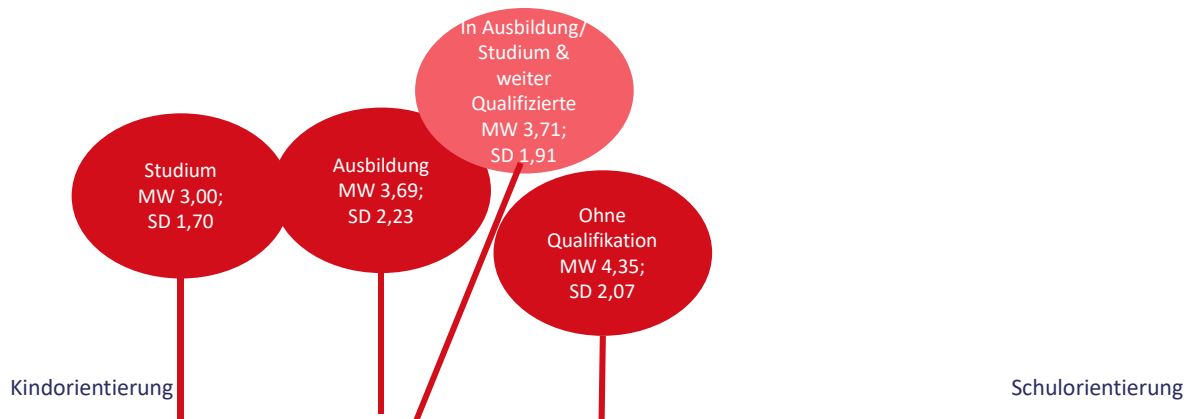 In Ausbildung/
Studium &
weiter
Qualifizierte
MW 3,71;
SD 1,91
Studium
MW 3,00;
SD 1,70
Ausbildung
MW 3,69;
SD 2,23
Ohne
Qualifikation
MW 4,35;
SD 2,07
Kindorientierung
Schulorientierung